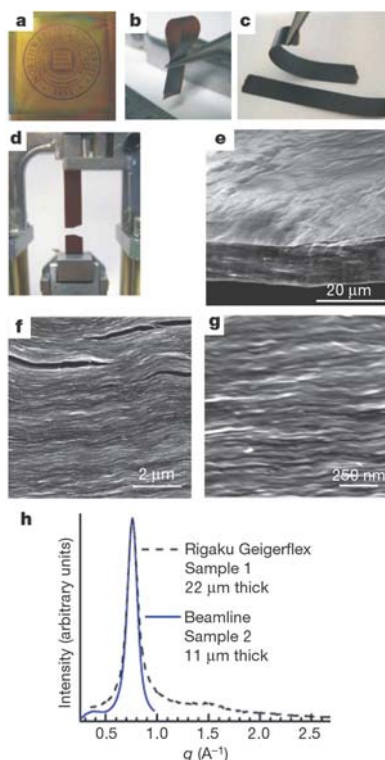 a
b
c
d
e
20 µm
f
2 µm
g
250 nm
h
Intensity (arbitrary units)
Rigaku Geigerflex
Sample 1
22 µm thick
Beamline
Sample 2
11 µm thick
0.5 1.0 1.5 2.0 2.5
q (A⁻¹)